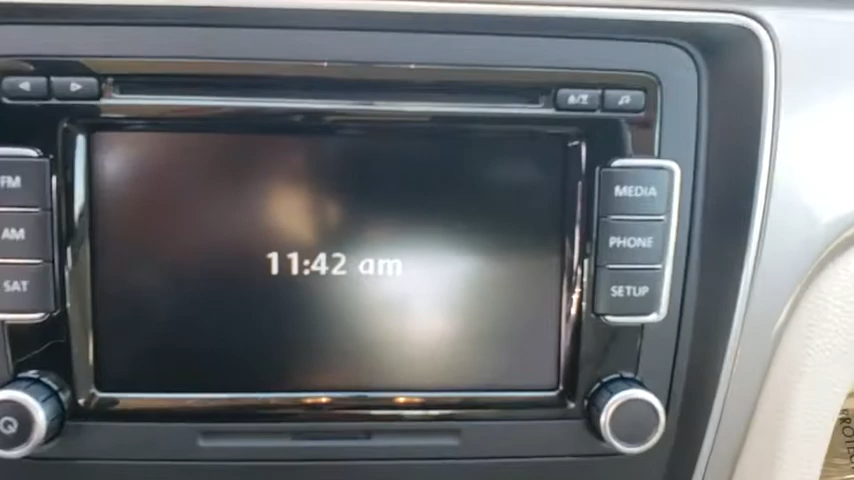 FM
MEDIA
AM
PHONE
11:42 am
SAT
SETUP